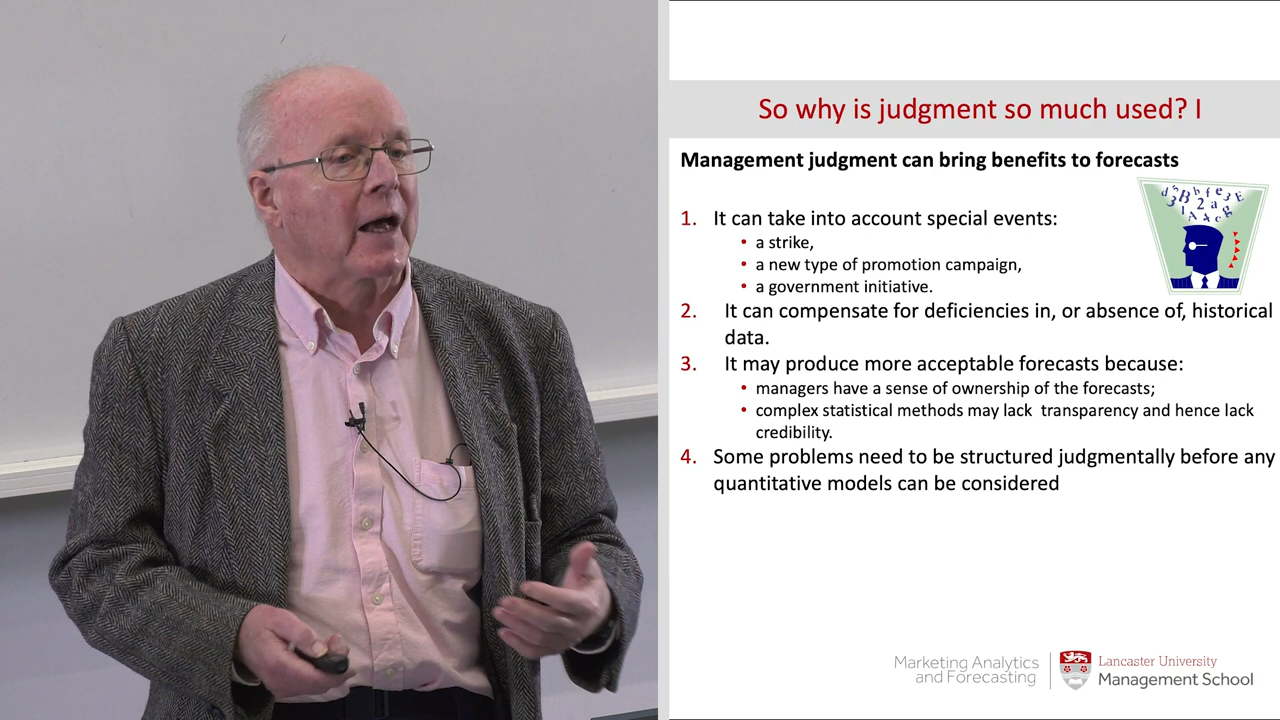 So why is judgment so much used? I
Management judgment can bring benefits to forecasts
1. It can take into account special events:
• a strike,
• a new type of promotion campaign,
• a government initiative.
2. It can compensate for deficiencies in, or absence of, historical
data.
3. It may produce more acceptable forecasts because:
• managers have a sense of ownership of the forecasts;
• complex statistical methods may lack  transparency and hence lack
credibility.
4. Some problems need to be structured judgmentally before any
quantitative models can be considered
Marketing Analytics
and Forecasting
Lancaster University
Management School